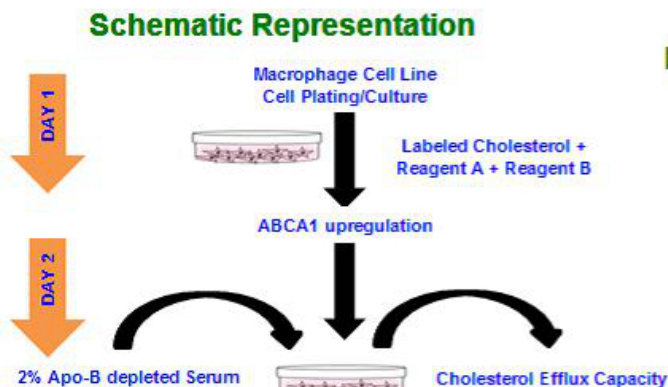 Schematic Representation
DAY 1
Macrophage Cell Line
Cell Plating/Culture
Labeled Cholesterol +
Reagent A + Reagent B
ABCA1 upregulation
DAY 2
2% Apo-B depleted Serum
Cholesterol Efflux Capacity